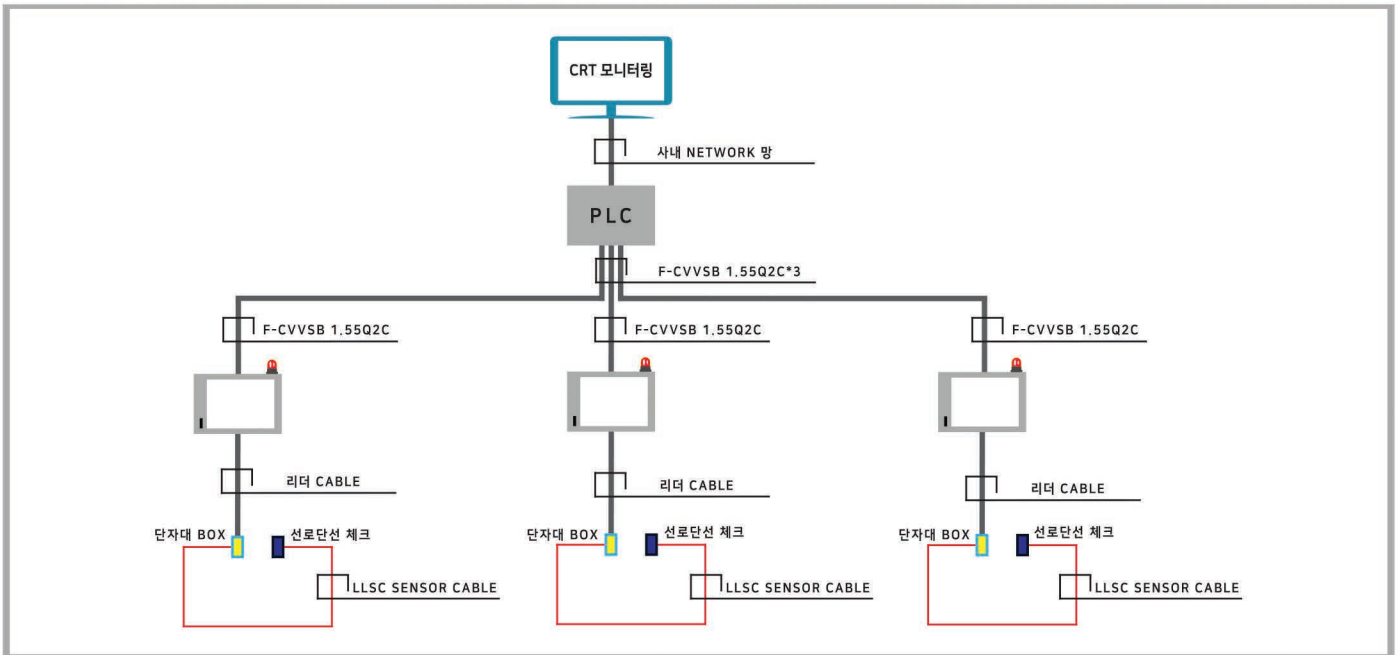 CRT 모니터링
사내 NETWORK 망
PLC
F-CVVSB 1.55Q2C*3
F-CVVSB 1.55Q2C
F-CVVSB 1.55Q2C
F-CVVSB 1.55Q2C
리더 CABLE
리더 CABLE
리더 CABLE
단자대 BOX
선로단선 체크
단자대 BOX
선로단선 체크
단자대 BOX
선로단선 체크
LLSC SENSOR CABLE
LLSC SENSOR CABLE
LLSC SENSOR CABLE